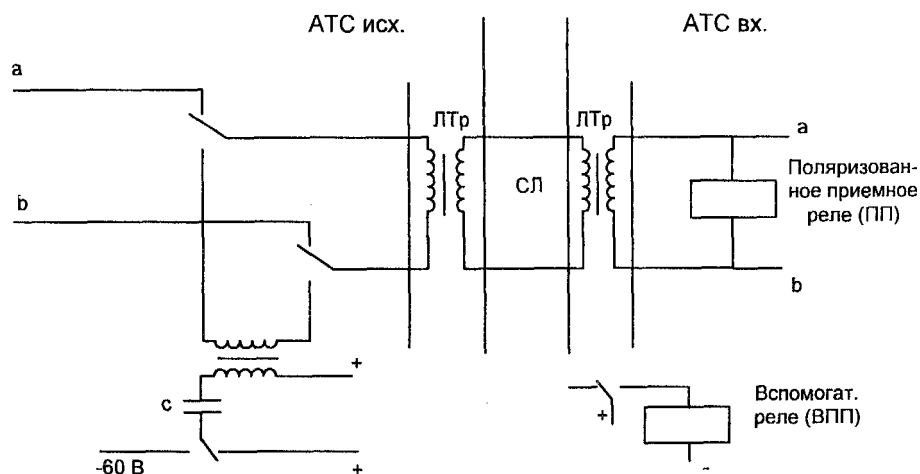 АТС исх.
АТС вх.
a
ЛТр
ЛТр
a
СЛ
Поляризован-
ное приемное
реле (ПП)
b
b
+
с
+
Вспомогат.
реле (ВПП)
-60 В
+
-